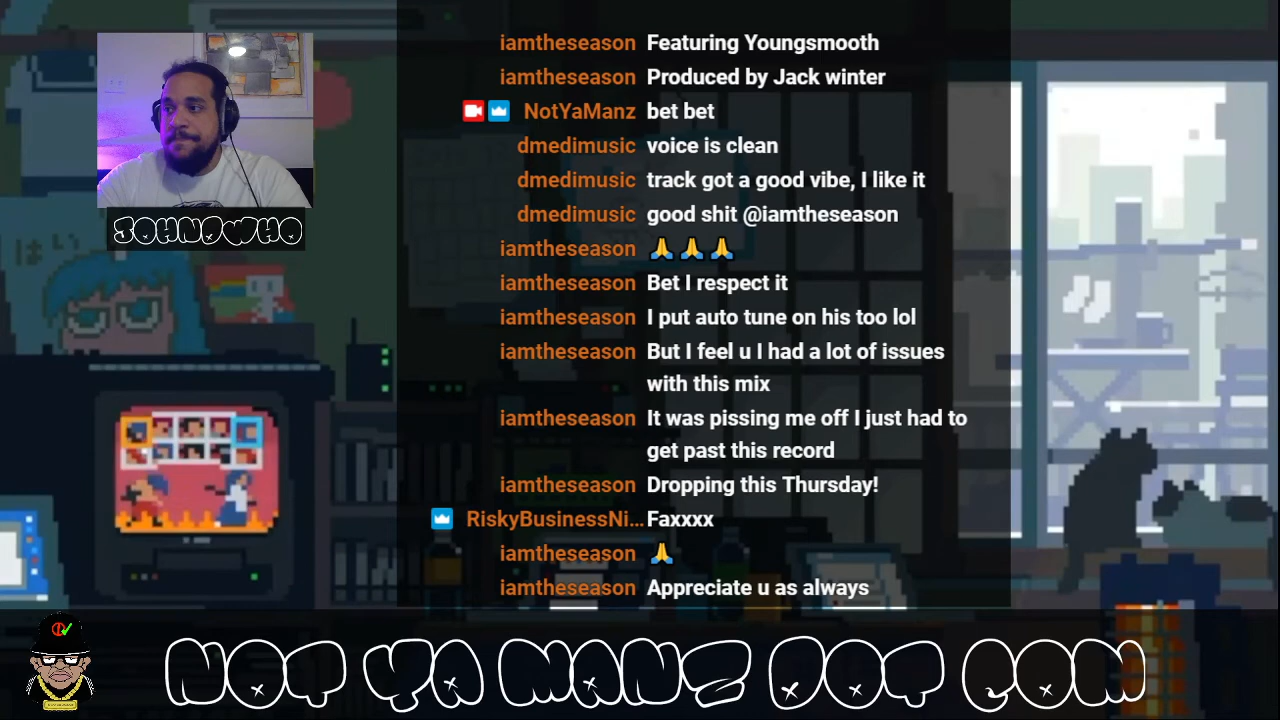 iamtheseason Featuring Youngsmooth
iamtheseason Produced by Jack winter
NotYaManz bet bet
dmedimusic voice is clean
dmedimusic track got a good vibe, I like it
dmedimusic good shit @iamtheseason
iamtheseason 🙏 🙏 🙏
iamtheseason Bet I respect it
iamtheseason I put auto tune on his too lol
iamtheseason But I feel u I had a lot of issues
with this mix
iamtheseason It was pissing me off I just had to
get past this record
iamtheseason Dropping this Thursday!
RiskyBusinessNi... Faxxxx
iamtheseason 🙏
iamtheseason Appreciate u as always
JOHNDWHO
はい
NOT YA MANZ DOT COM